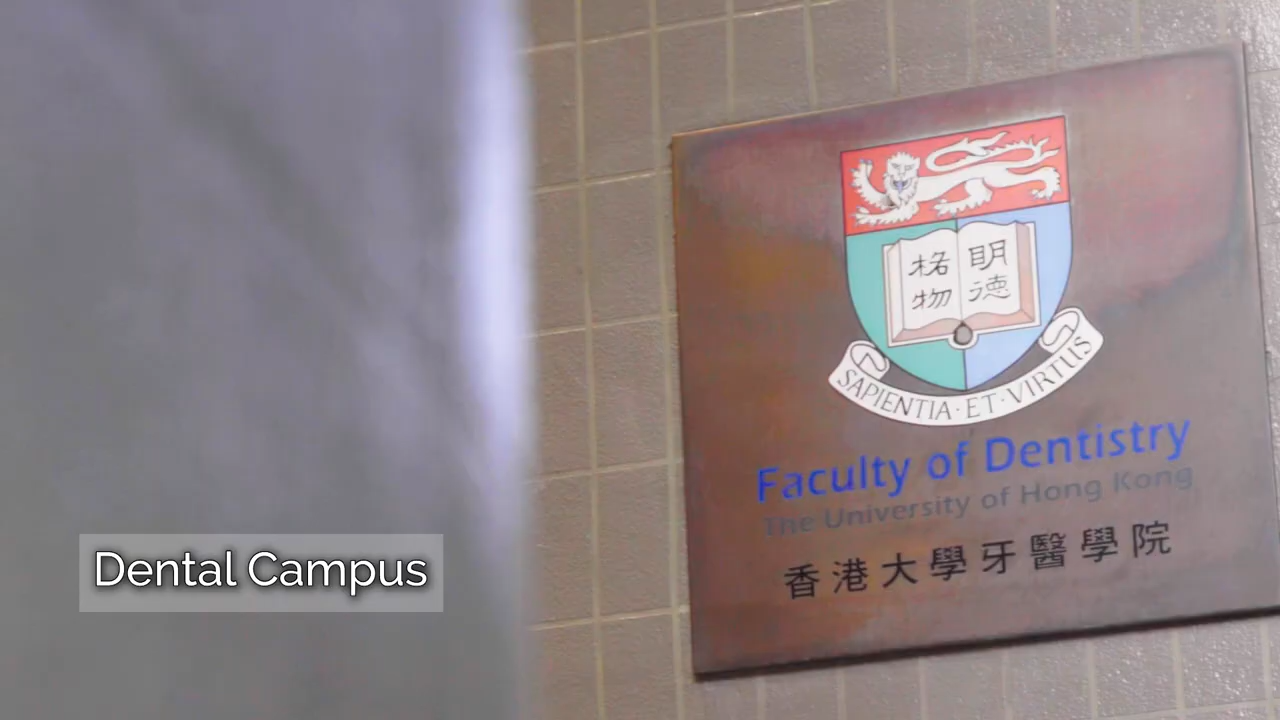 格 明
物 德
SAPIENTIA·ET·VIRTUS
Faculty of Dentistry
The University of Hong Kong
香港大學牙醫學院
Dental Campus